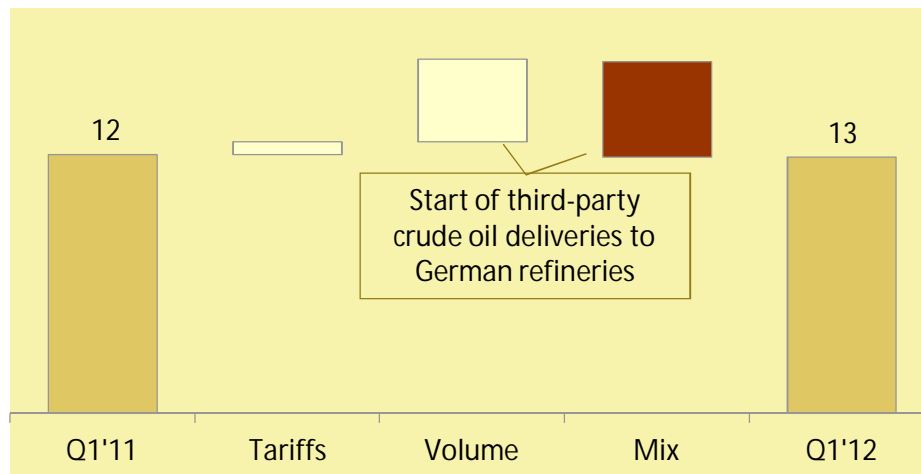 12
13
Start of third-party
crude oil deliveries to
German refineries
Q1'11
Tariffs
Volume
Mix
Q1'12